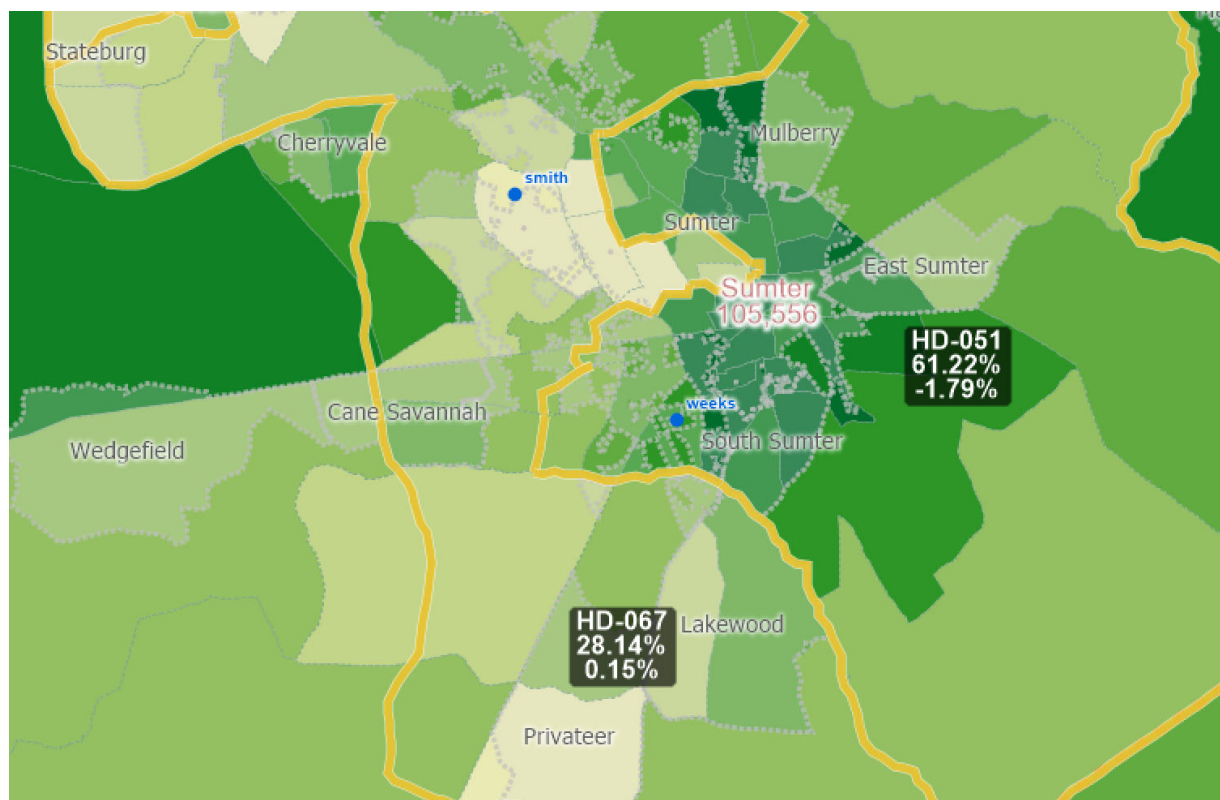 Stateburg
Cherryvale
Mulberry
smith
Sumter
East Sumter
Sumter
105,556
HD-051
61.22%
-1.79%
weeks
Cane Savannah
Wedgefield
South Sumter
HD-067
28.14%
0.15%
Lakewood
Privateer